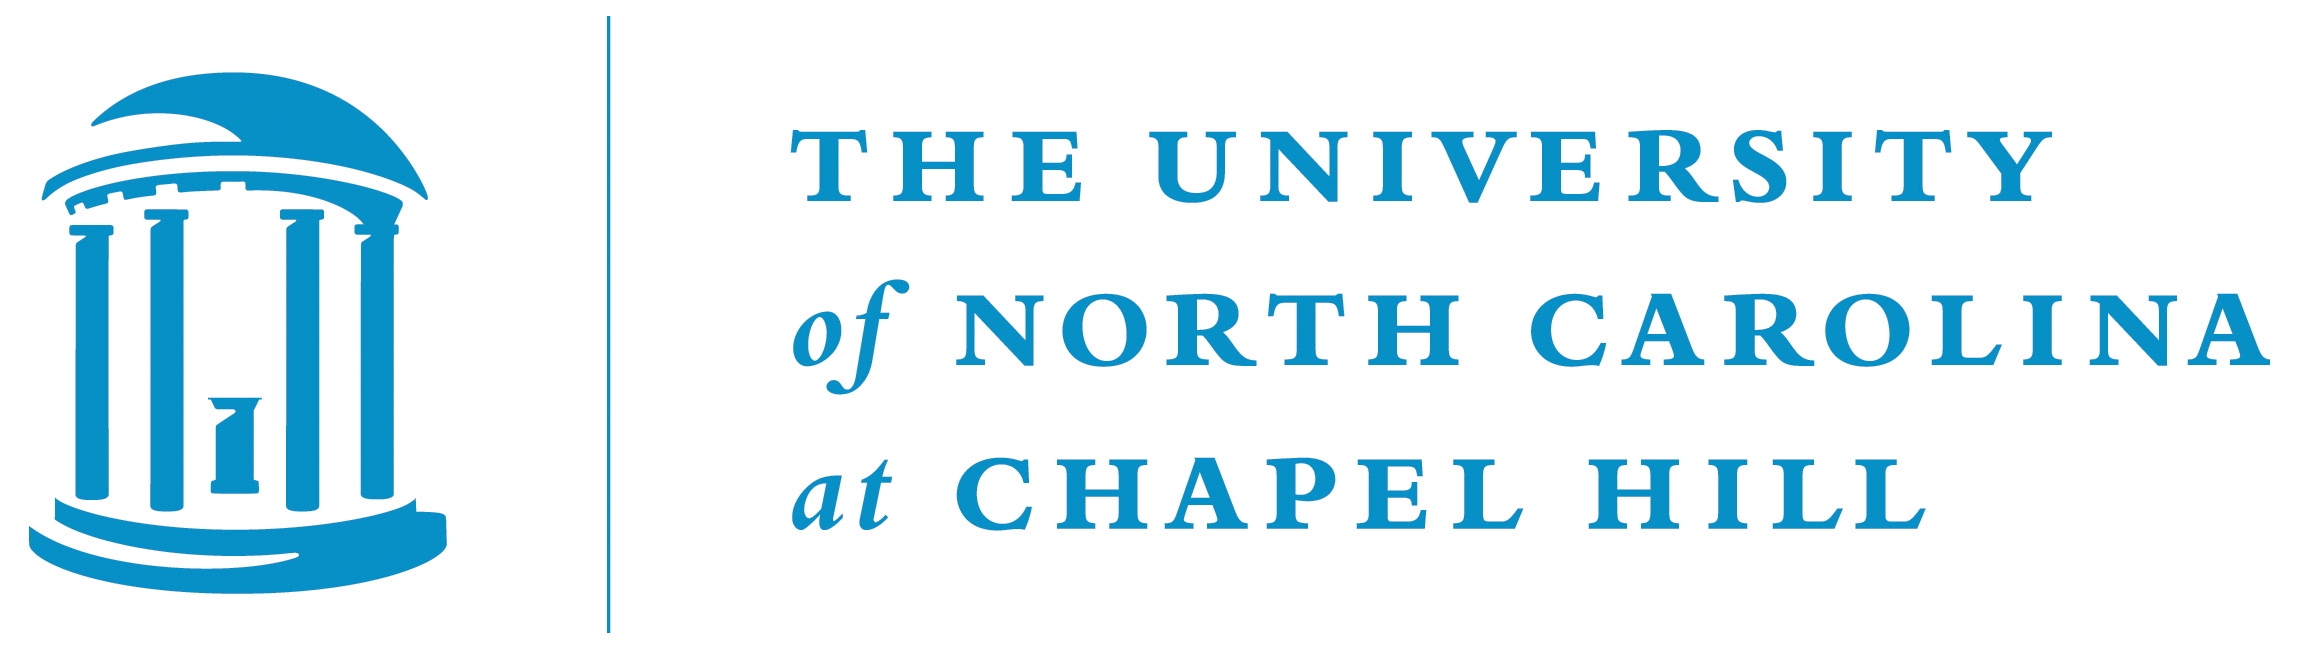 THE UNIVERSITY
of NORTH CAROLINA
at CHAPEL HILL